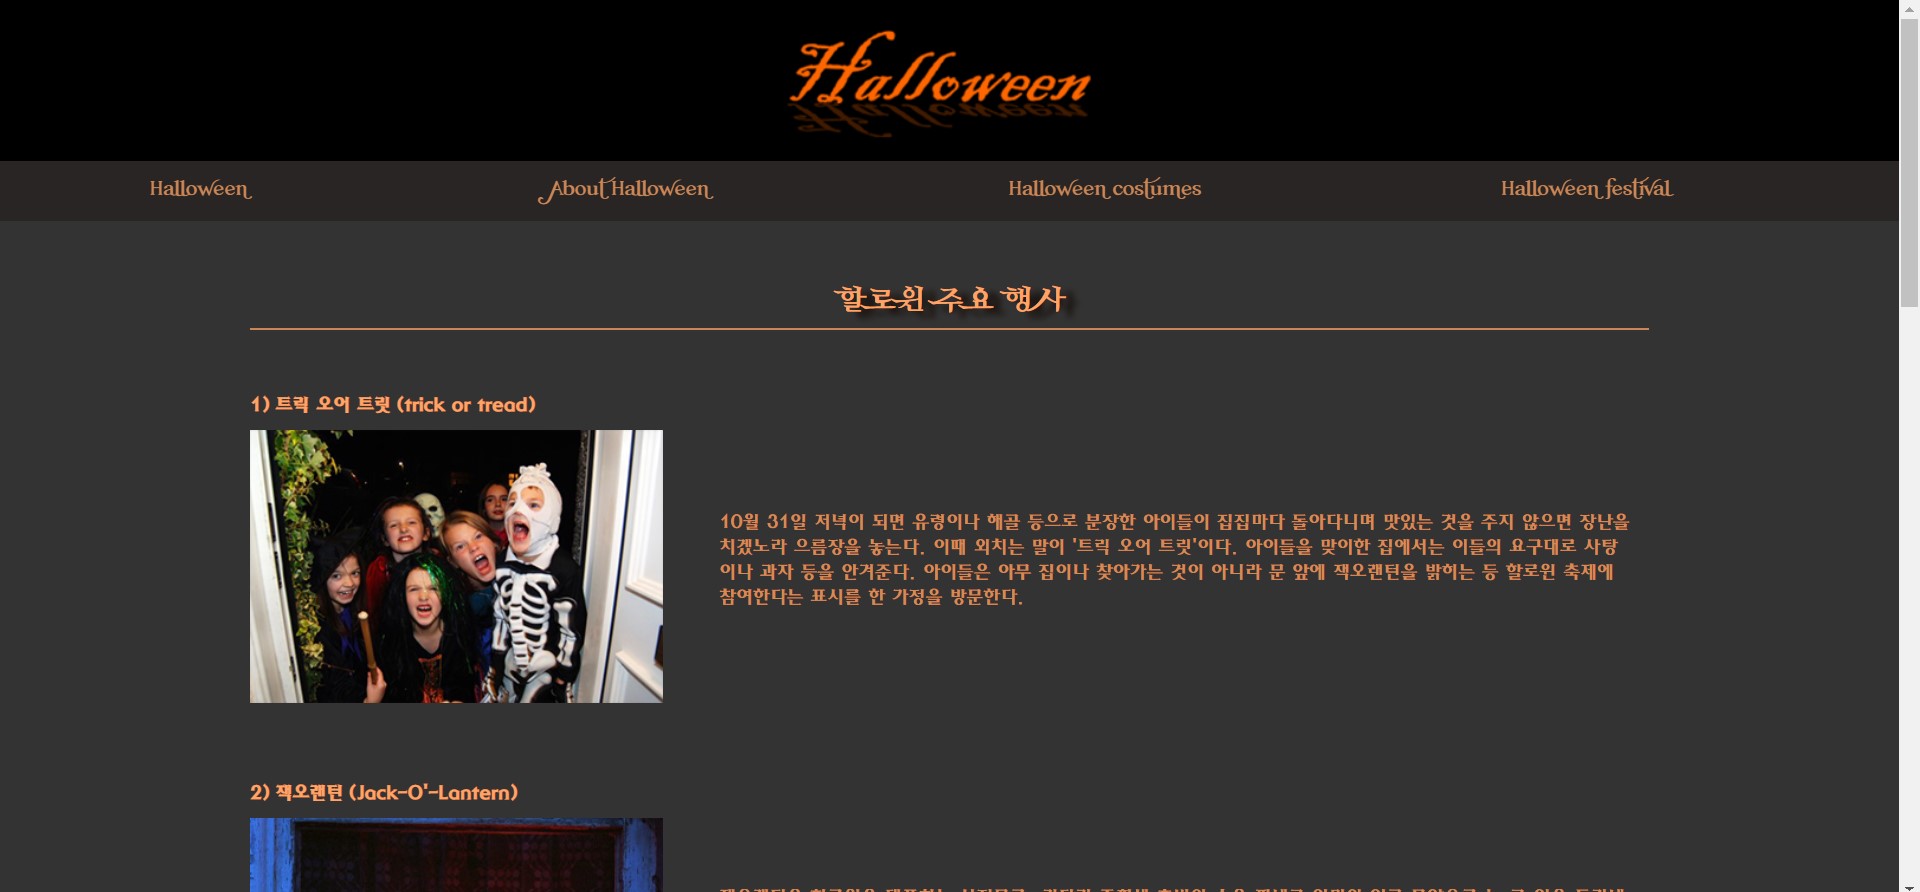 Halloween
Halloween
About Halloween
Halloween costumes
Halloween festival
할로윈 주요 행사
1) 트릭 오어 트릿 (trick or tread)
10월 31일 저녁이 되면 유령이나 해골 등으로 분장한 아이들이 집집마다 돌아다니며 맛있는 것을 주지 않으면 장난을
치겠노라 으름장을 놓는다. 이때 외치는 말이 '트릭 오어 트릿'이다. 아이들을 맞이한 집에서는 이들의 요구대로 사탕
이나 과자 등을 안겨준다. 아이들은 아무 집이나 찾아가는 것이 아니라 문 앞에 잭오랜턴을 밝히는 등 할로윈 축제에
참여한다는 표시를 한 가정을 방문한다.
2) 잭오랜턴 (Jack-O'-Lantern)